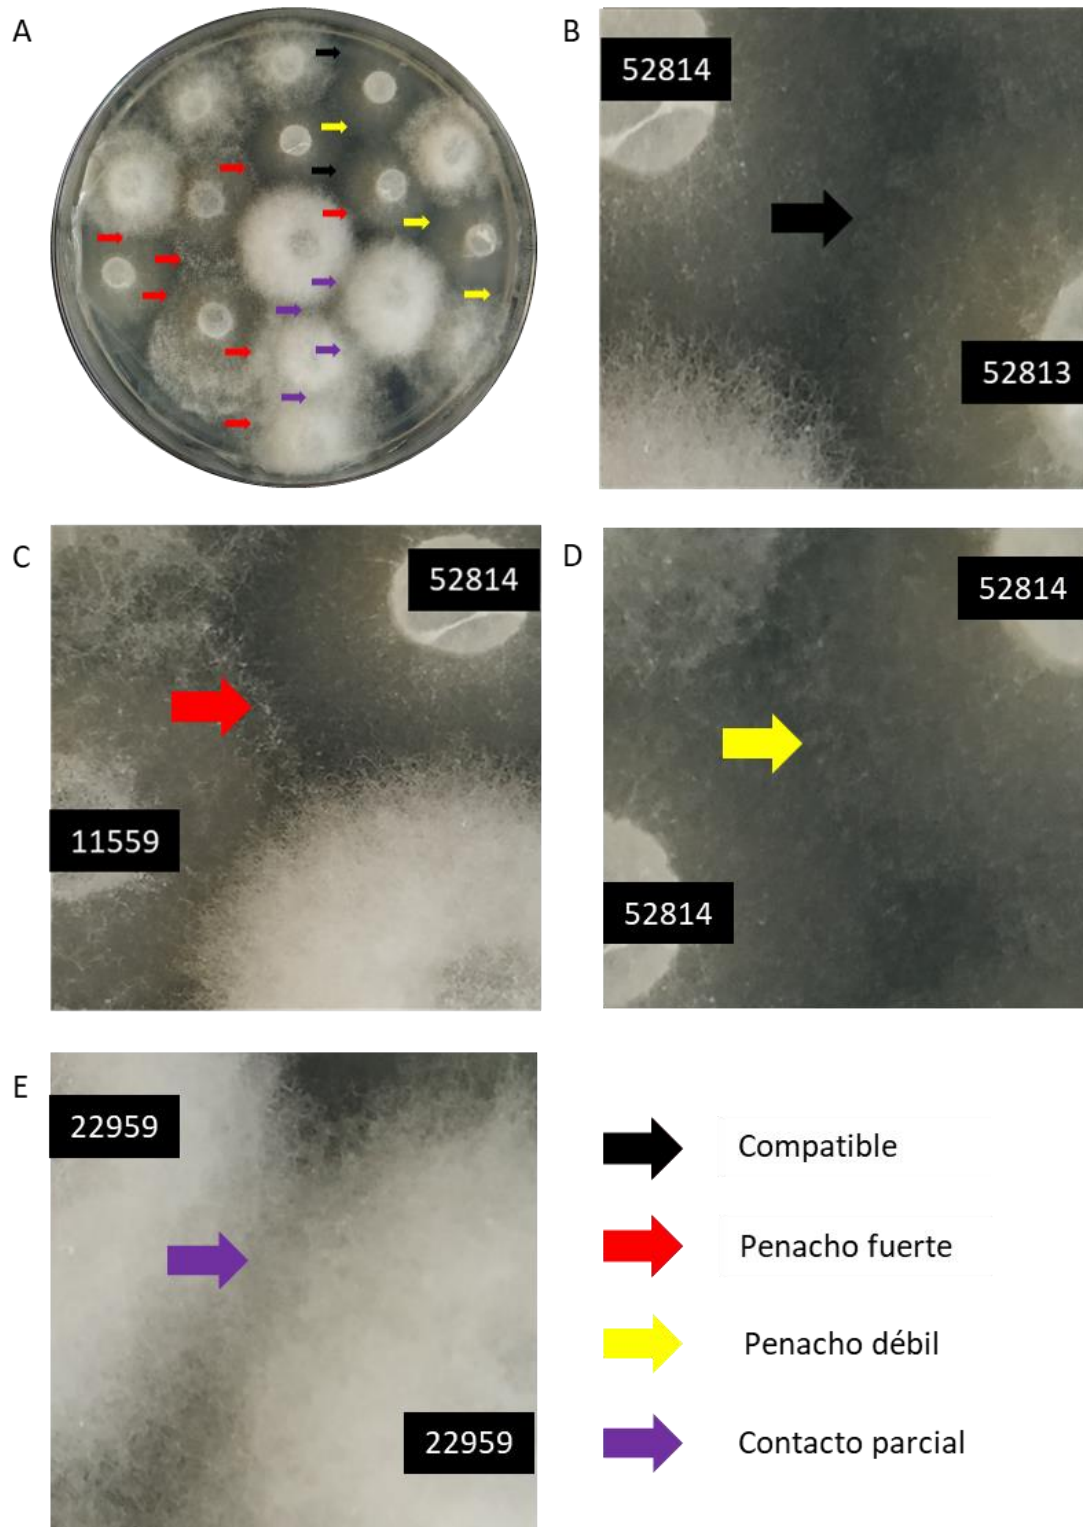 A
B
52814
52813
C
52814
11559
D
52814
52814
E
22959
22959
Compatible
Penacho fuerte
Penacho débil
Contacto parcial